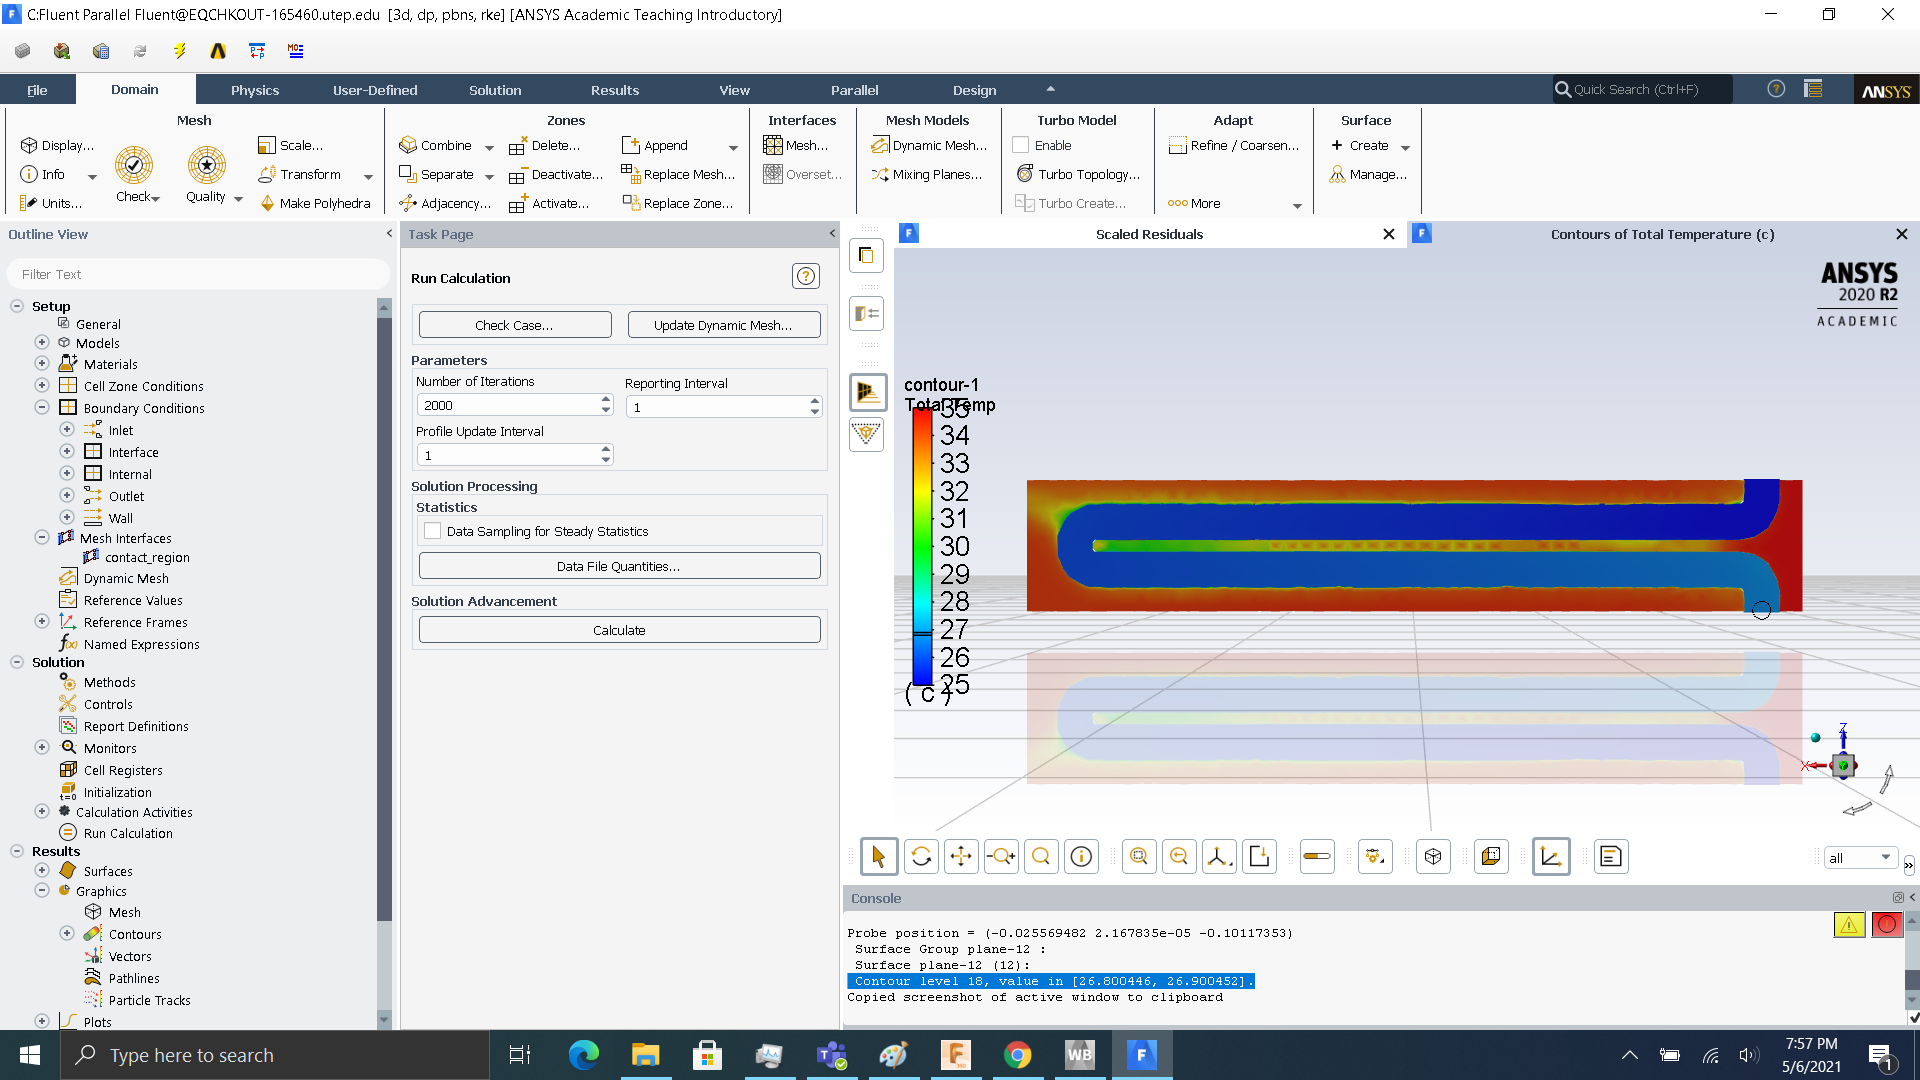 C:Fluent Parallel Fluent@EQCHKOUT-165460.utep.edu [3d, dp, pbns, rke] [ANSYS Academic Teaching Introductory]
File
Domain
Physics
User-Defined
Solution
Results
View
Parallel
Design
Quick Search (Ctrl+F)
ANSYS
Mesh
Display...
Info
Units...
Check
Quality
Scale...
Transform
Make Polyhedra
Zones
Combine
Delete...
Append
Separate
Deactivate...
Replace Mesh...
Adjacency...
Activate...
Replace Zone...
Interfaces
Mesh...
Overset...
Mesh Models
Dynamic Mesh...
Mixing Planes...
Turbo Model
Enable
Turbo Topology...
Turbo Create...
Adapt
Refine / Coarsen...
More
Surface
Create
Manage...
Outline View
Filter Text
Setup
General
Models
Materials
Cell Zone Conditions
Boundary Conditions
Inlet
Interface
Internal
Outlet
Wall
Mesh Interfaces
contact_region
Dynamic Mesh
Reference Values
Reference Frames
Named Expressions
Solution
Methods
Controls
Report Definitions
Monitors
Cell Registers
Initialization
Calculation Activities
Run Calculation
Results
Surfaces
Graphics
Mesh
Contours
Vectors
Pathlines
Particle Tracks
Plots
Task Page
Run Calculation
Check Case...
Update Dynamic Mesh...
Parameters
Number of Iterations
Reporting Interval
2000
1
Profile Update Interval
1
Solution Processing
Statistics
Data Sampling for Steady Statistics
Data File Quantities...
Solution Advancement
Calculate
Scaled Residuals
Contours of Total Temperature (c)
ANSYS
2020 R2
ACADEMIC
contour-1
Total Temp
35
34
33
32
31
30
29
28
27
26
25
( C )
Z
X
all
Console
Probe position = (-0.025569482 2.167835e-05 -0.10117353)
Surface Group plane-12 :
Surface plane-12 (12):
Contour level 18, value in [26.800446, 26.900452].
Copied screenshot of active window to clipboard
Type here to search
WB
7:57 PM
5/6/2021
1